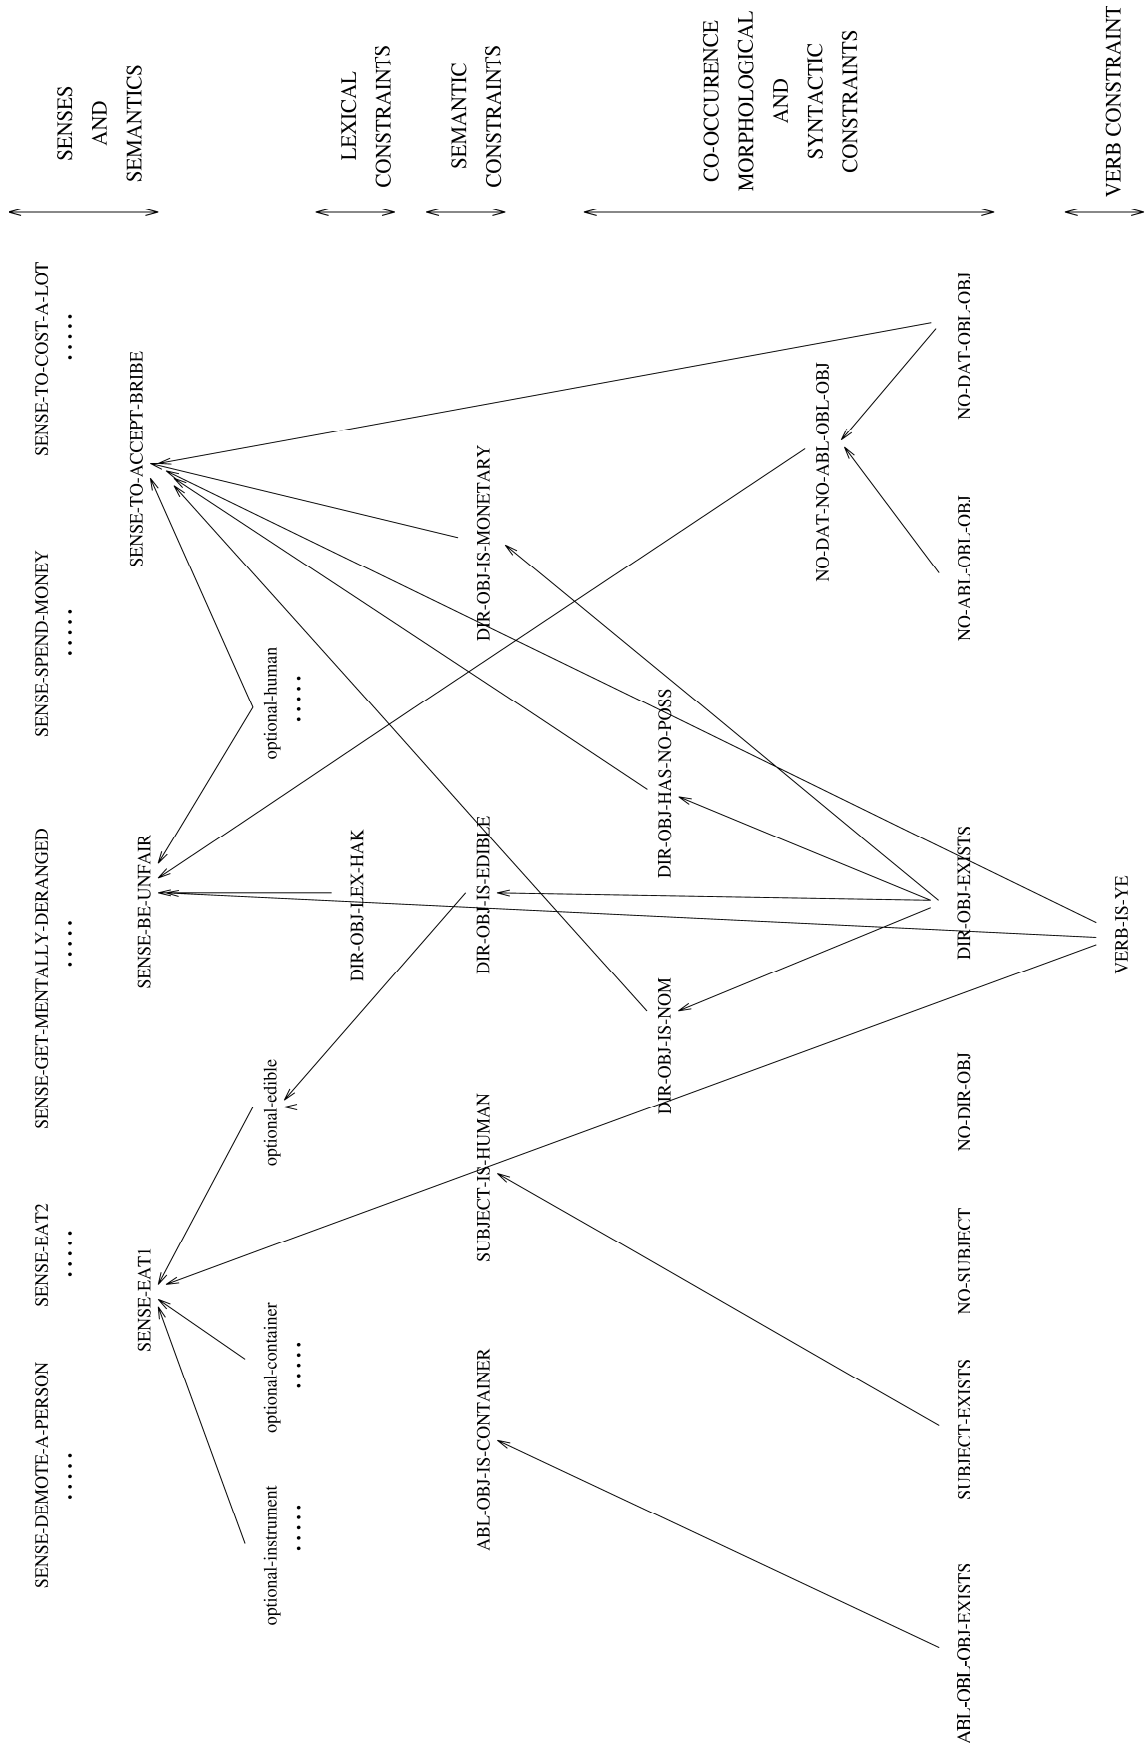 SENSE-DEMOTE-A-PERSON
SENSE-EAT2
SENSE-GET-MENTALLY-DERANGED
SENSE-SPEND-MONEY
SENSE-TO-COST-A-LOT
.....
.....
.....
.....
.....
SENSES
AND
SEMANTICS
SENSE-EAT1
SENSE-BE-UNFAIR
SENSE-TO-ACCEPT-BRIBE
optional-instrument
optional-container
optional-edible
optional-human
.....
.....
.....
DIR-OBJ-LEX-HAK
LEXICAL
CONSTRAINTS
ABL-OBJ-IS-CONTAINER
SUBJECT-IS-HUMAN
DIR-OBJ-IS-EDIBLE
DIR-OBJ-IS-MONETARY
SEMANTIC
CONSTRAINTS
DIR-OBJ-IS-NOM
DIR-OBJ-HAS-NO-POSS
NO-DAT-NO-ABL-OBL-OBJ
CO-OCCURENCE
MORPHOLOGICAL
AND
SYNTACTIC
CONSTRAINTS
ABL-OBL-OBJ-EXISTS
SUBJECT-EXISTS
NO-SUBJECT
NO-DIR-OBJ
DIR-OBJ-EXISTS
NO-ABL-OBL-OBJ
NO-DAT-OBL-OBJ
VERB-IS-YE
VERB CONSTRAINT